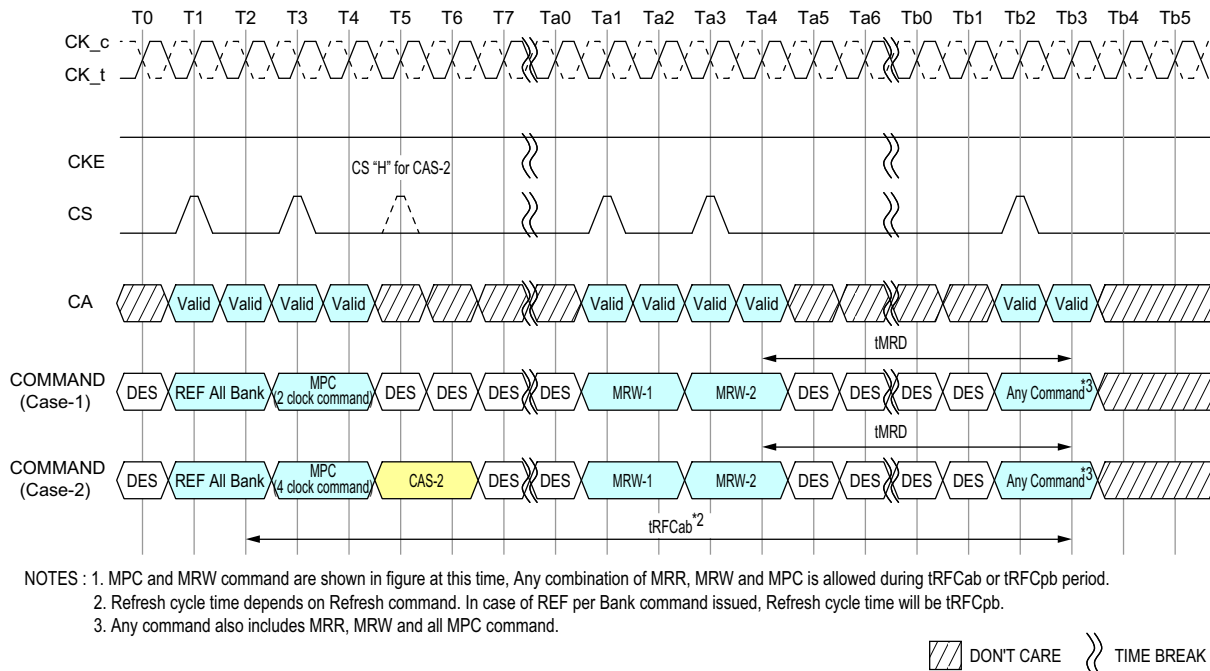 T0 T1 T2 T3 T4 T5 T6 T7 Ta0 Ta1 Ta2 Ta3 Ta4 Ta5 Ta6 Tb0 Tb1 Tb2 Tb3 Tb4 Tb5
CK_c
CK_t
CKE
CS “H” for CAS-2
CS
CA Valid Valid Valid Valid Valid Valid Valid Valid Valid Valid
tMRD
COMMAND
(Case-1)
DES REF All Bank MPC (2 clock command) DES DES DES DES MRW-1 MRW-2 DES DES DES DES Any Command*3
tMRD
COMMAND
(Case-2)
DES REF All Bank MPC (4 clock command) CAS-2 DES DES MRW-1 MRW-2 DES DES DES DES Any Command*3
tRFCab*2
NOTES : 1. MPC and MRW command are shown in figure at this time, Any combination of MRR, MRW and MPC is allowed during tRFCab or tRFCpb period.
2. Refresh cycle time depends on Refresh command. In case of REF per Bank command issued, Refresh cycle time will be tRFCpb.
3. Any command also includes MRR, MRW and all MPC command.
DON'T CARE TIME BREAK